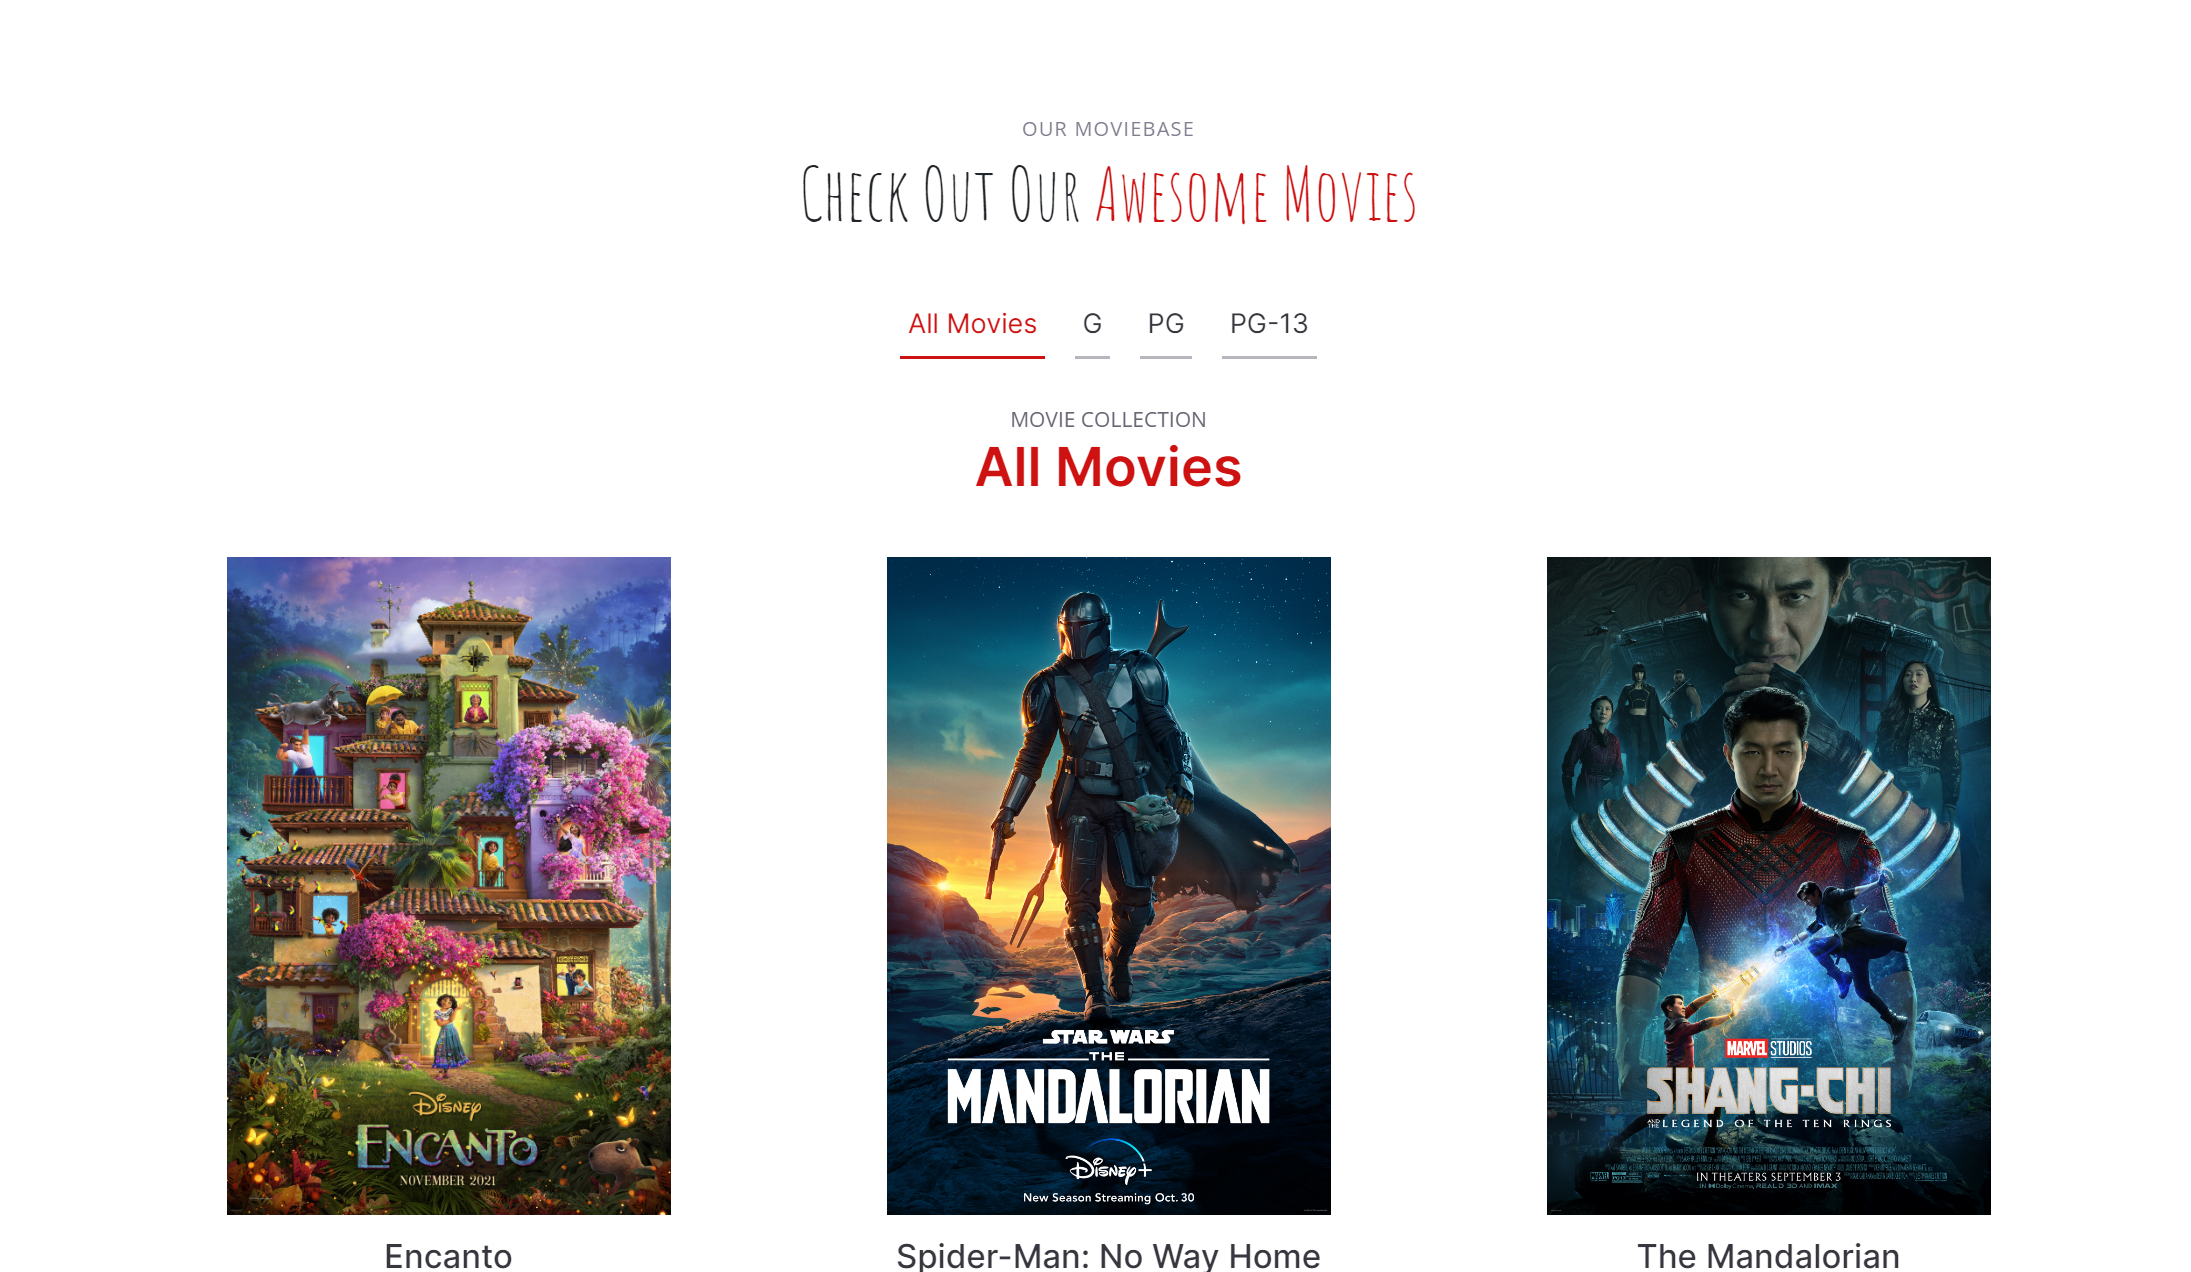 OUR MOVIEBASE
Check Out Our Awesome Movies
All Movies G PG PG-13
MOVIE COLLECTION
All Movies
Disney
ENCANTO
NOVEMBER 2021
STAR WARS
THE
MANDALORIAN
Disney+
New Season Streaming Oct. 30
MARVEL STUDIOS
SHANG-CHI
AND THE LEGEND OF THE TEN RINGS
IN THEATERS SEPTEMBER 3
Encanto
Spider-Man: No Way Home
The Mandalorian